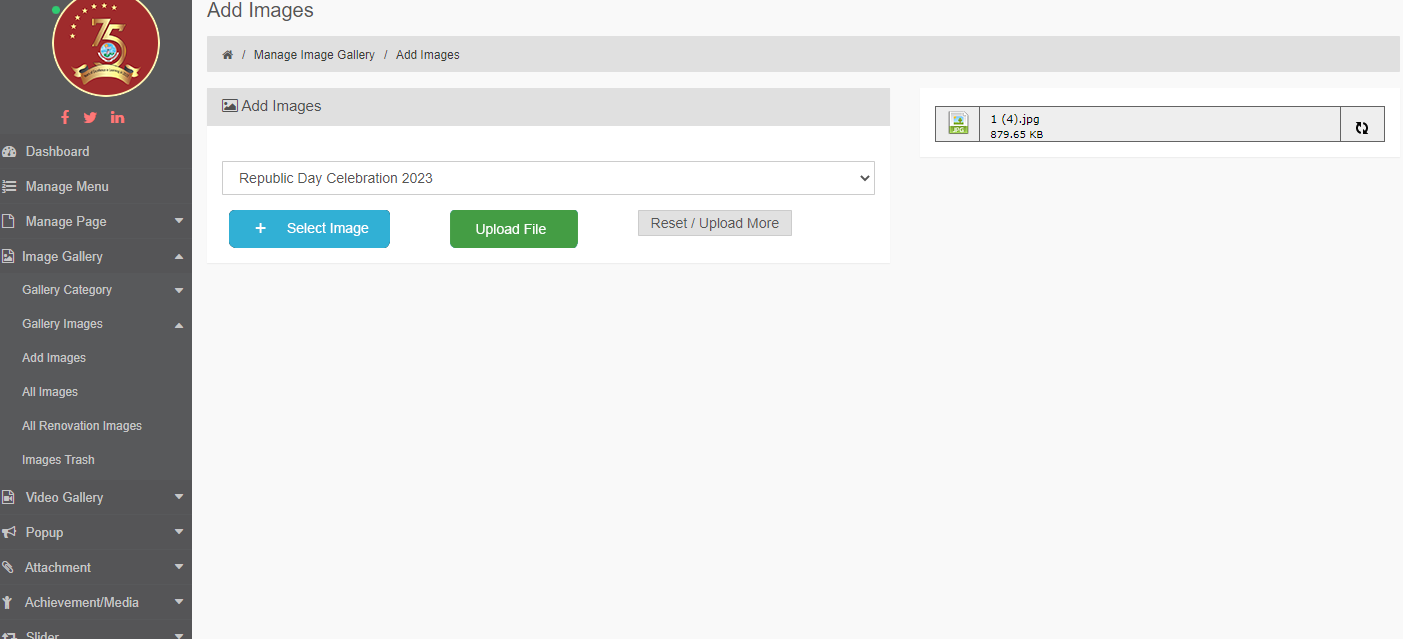 75
Add Images
/ Manage Image Gallery / Add Images
Add Images
Republic Day Celebration 2023
+ Select Image
Upload File
Reset / Upload More
JPG
1 (4).jpg
879.65 KB
Dashboard
Manage Menu
Manage Page
Image Gallery
Gallery Category
Gallery Images
Add Images
All Images
All Renovation Images
Images Trash
Video Gallery
Popup
Attachment
Achievement/Media
Slider